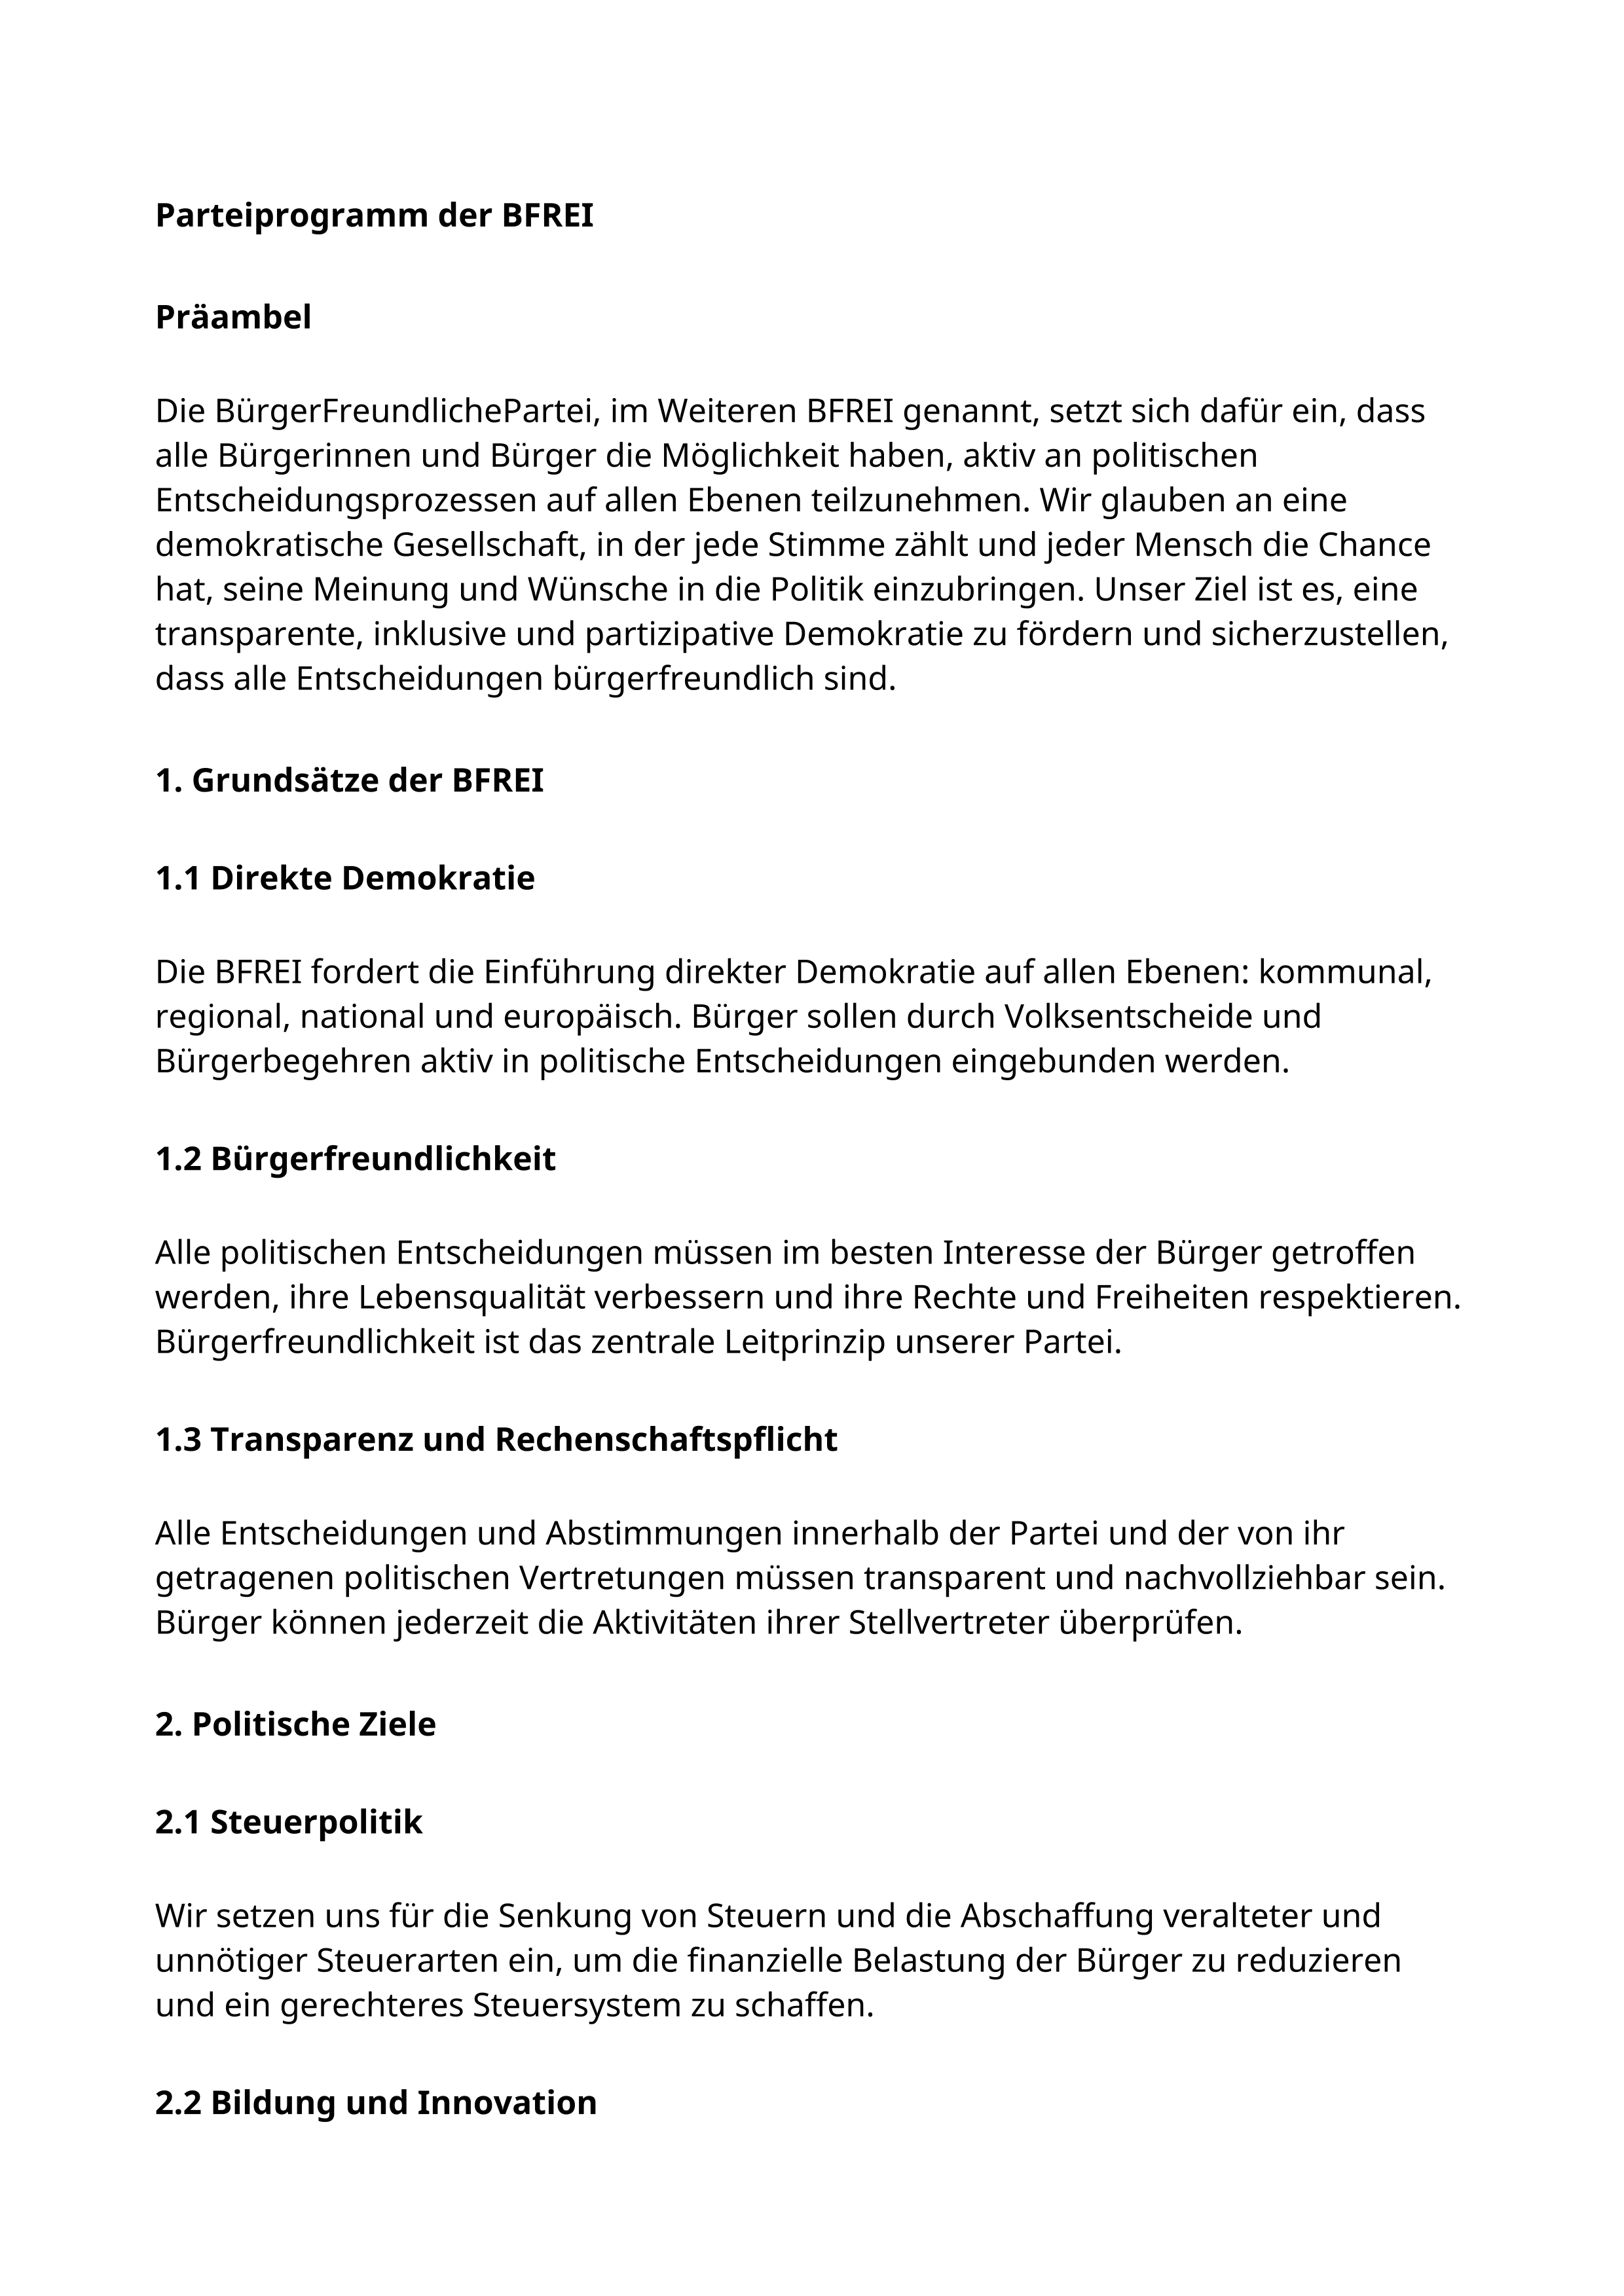 Parteiprogramm der BFREI
Präambel
Die BürgerFreundlichePartei, im Weiteren BFREI genannt, setzt sich dafür ein, dass
alle Bürgerinnen und Bürger die Möglichkeit haben, aktiv an politischen
Entscheidungsprozessen auf allen Ebenen teilzunehmen. Wir glauben an eine
demokratische Gesellschaft, in der jede Stimme zählt und jeder Mensch die Chance
hat, seine Meinung und Wünsche in die Politik einzubringen. Unser Ziel ist es, eine
transparente, inklusive und partizipative Demokratie zu fördern und sicherzustellen,
dass alle Entscheidungen bürgerfreundlich sind.
1. Grundsätze der BFREI
1.1 Direkte Demokratie
Die BFREI fordert die Einführung direkter Demokratie auf allen Ebenen: kommunal,
regional, national und europäisch. Bürger sollen durch Volksentscheide und
Bürgerbegehren aktiv in politische Entscheidungen eingebunden werden.
1.2 Bürgerfreundlichkeit
Alle politischen Entscheidungen müssen im besten Interesse der Bürger getroffen
werden, ihre Lebensqualität verbessern und ihre Rechte und Freiheiten respektieren.
Bürgerfreundlichkeit ist das zentrale Leitprinzip unserer Partei.
1.3 Transparenz und Rechenschaftspflicht
Alle Entscheidungen und Abstimmungen innerhalb der Partei und der von ihr
getragenen politischen Vertretungen müssen transparent und nachvollziehbar sein.
Bürger können jederzeit die Aktivitäten ihrer Stellvertreter überprüfen.
2. Politische Ziele
2.1 Steuerpolitik
Wir setzen uns für die Senkung von Steuern und die Abschaffung veralteter und
unnötiger Steuerarten ein, um die finanzielle Belastung der Bürger zu reduzieren
und ein gerechteres Steuersystem zu schaffen.
2.2 Bildung und Innovation